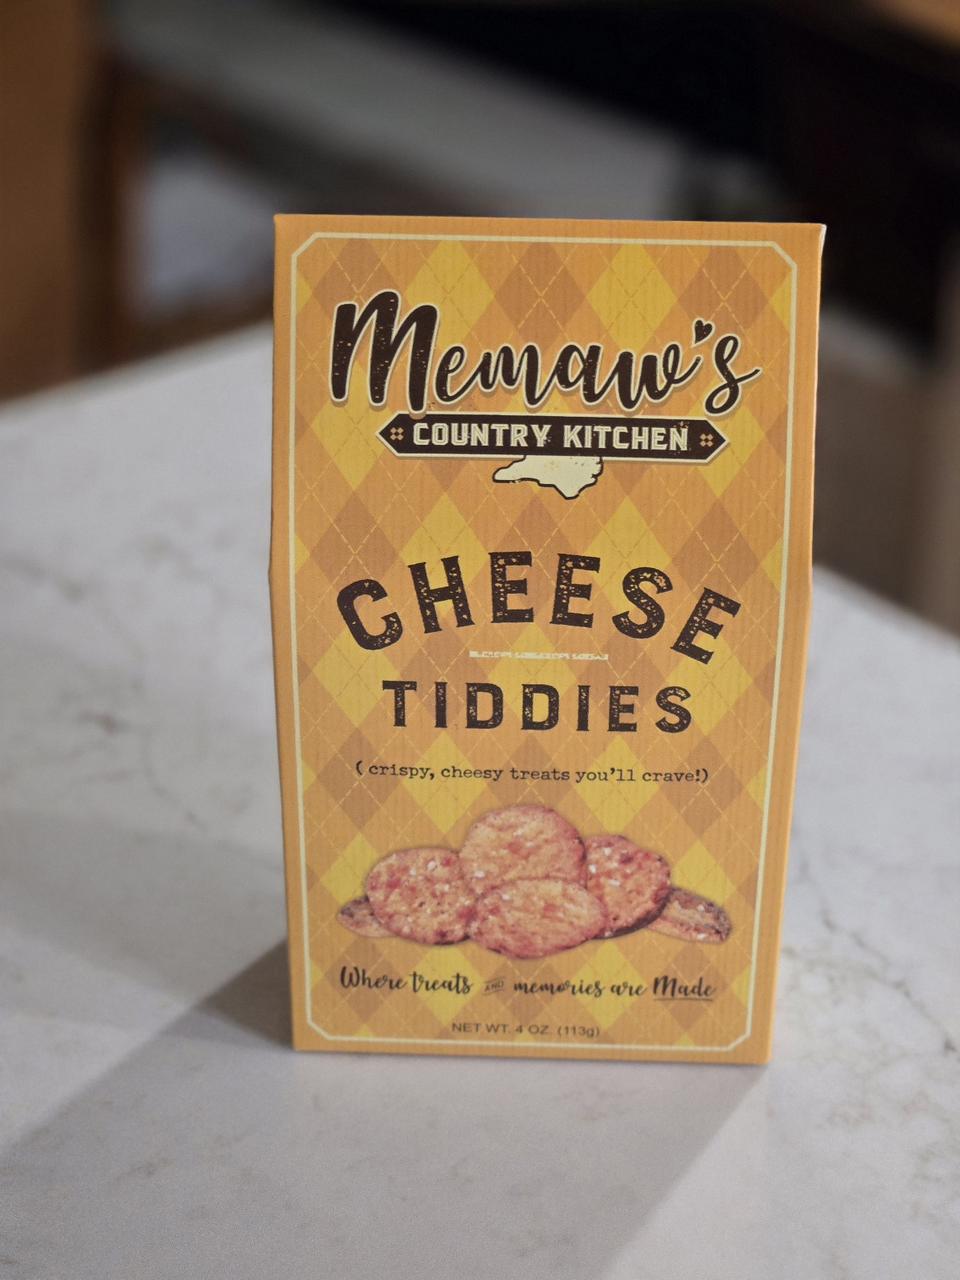 Memaw's
COUNTRY KITCHEN
CHEESE
TIDDIES
( crispy, cheesy treats you'll crave!)
Where treats AND memories are Made
NET WT. 4 OZ. (113g)